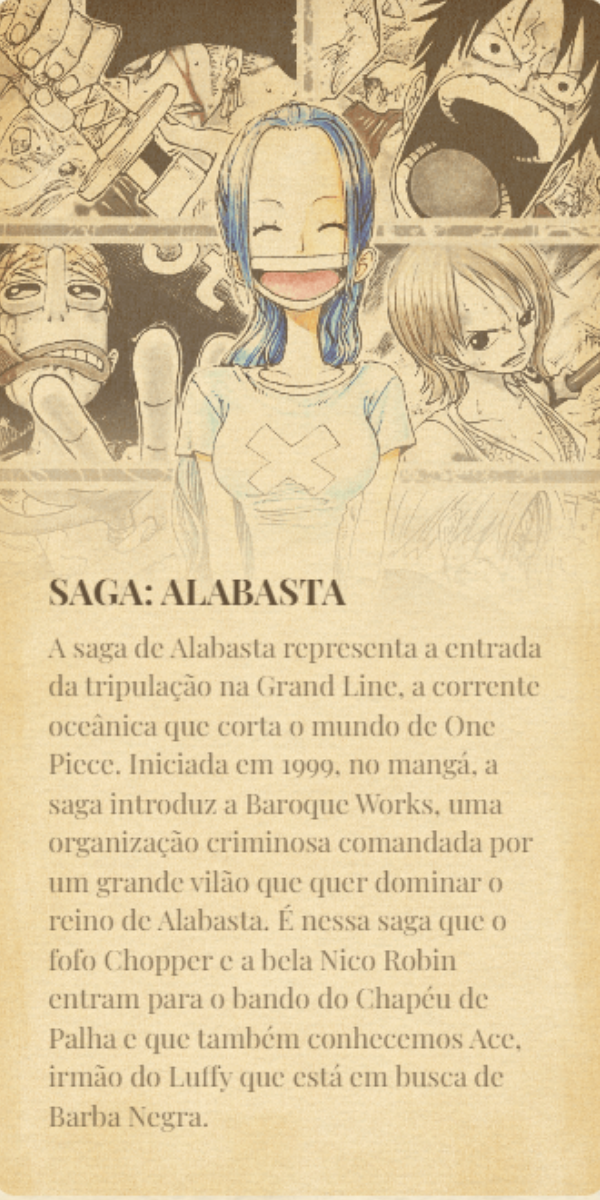 SAGA: ALABASTA
A saga de Alabasta representa a entrada
da tripulação na Grand Line, a corrente
oceânica que corta o mundo de One
Piece. Iniciada em 1999, no mangá, a
saga introduz a Baroque Works, uma
organização criminosa comandada por
um grande vilão que quer dominar o
reino de Alabasta. É nessa saga que o
fofo Chopper e a bela Nico Robin
entram para o bando do Chapéu de
Palha e que também conhecemos Ace,
irmão do Luffy que está em busca de
Barba Negra.